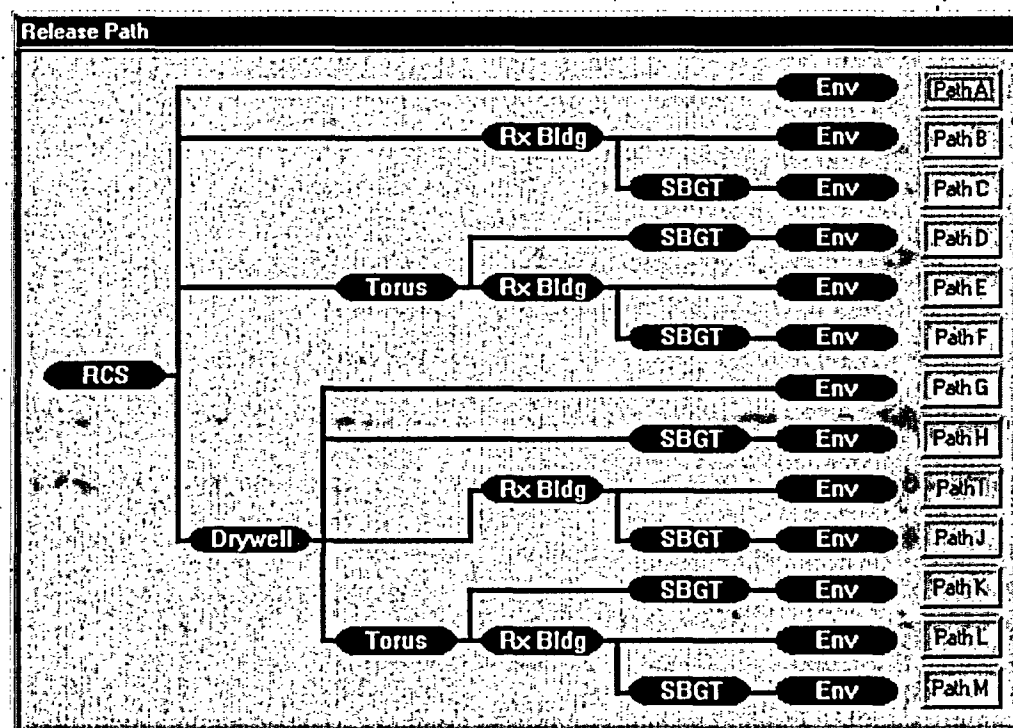 Release Path
Env Path A
Rx Bldg Env Path B
SBGT Env Path C
SBGT Env Path D
Torus Rx Bldg Env Path E
SBGT Env Path F
RCS
Env Path G
SBGT Env Path H
Rx Bldg Env Path I
Drywell SBGT Env Path J
SBGT Env Path K
Torus Rx Bldg Env Path L
SBGT Env Path M